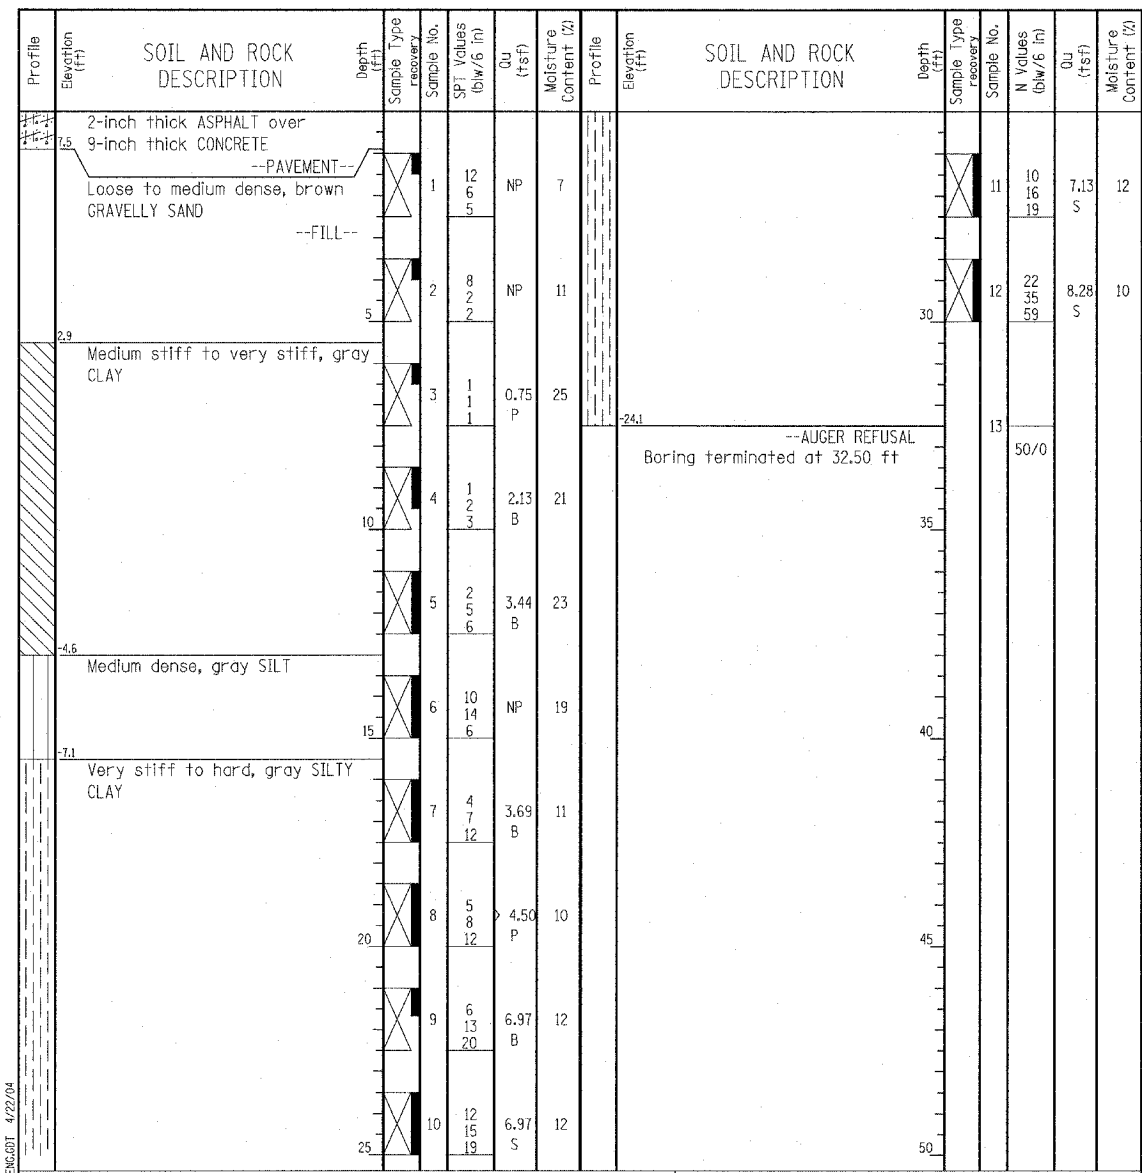 Profile
Elevation (ft)
SOIL AND ROCK
DESCRIPTION
Depth (ft)
Sample Type
recovery
Sample No.
SPT Values (blw/6 in)
Qu (tsf)
Moisture Content (%)
2-inch thick ASPHALT over
7.5 9-inch thick CONCRETE
--PAVEMENT--
Loose to medium dense, brown
GRAVELLY SAND
--FILL--
1 12 6 5 NP 7
2 8 2 2 NP 11
5
2.9
Medium stiff to very stiff, gray
CLAY
3 1 1 1 0.75 P 25
4 1 2 3 2.13 B 21
10
5 2 5 6 3.44 B 23
-4.6
Medium dense, gray SILT
6 10 14 6 NP 19
15
-7.1
Very stiff to hard, gray SILTY
CLAY
7 4 7 12 3.69 B 11
8 5 8 12 > 4.50 P 10
20
9 6 13 20 6.97 B 12
10 12 15 19 6.97 S 12
25
Profile
Elevation (ft)
SOIL AND ROCK
DESCRIPTION
Depth (ft)
Sample Type
recovery
Sample No.
N Values (blw/6 in)
Qu (tsf)
Moisture Content (%)
11 10 16 19 7.13 S 12
12 22 35 59 8.28 S 10
30
-24.1
13
--AUGER REFUSAL
50/0
Boring terminated at 32.50 ft
35
40
45
50
ENG.GDT 4/22/04